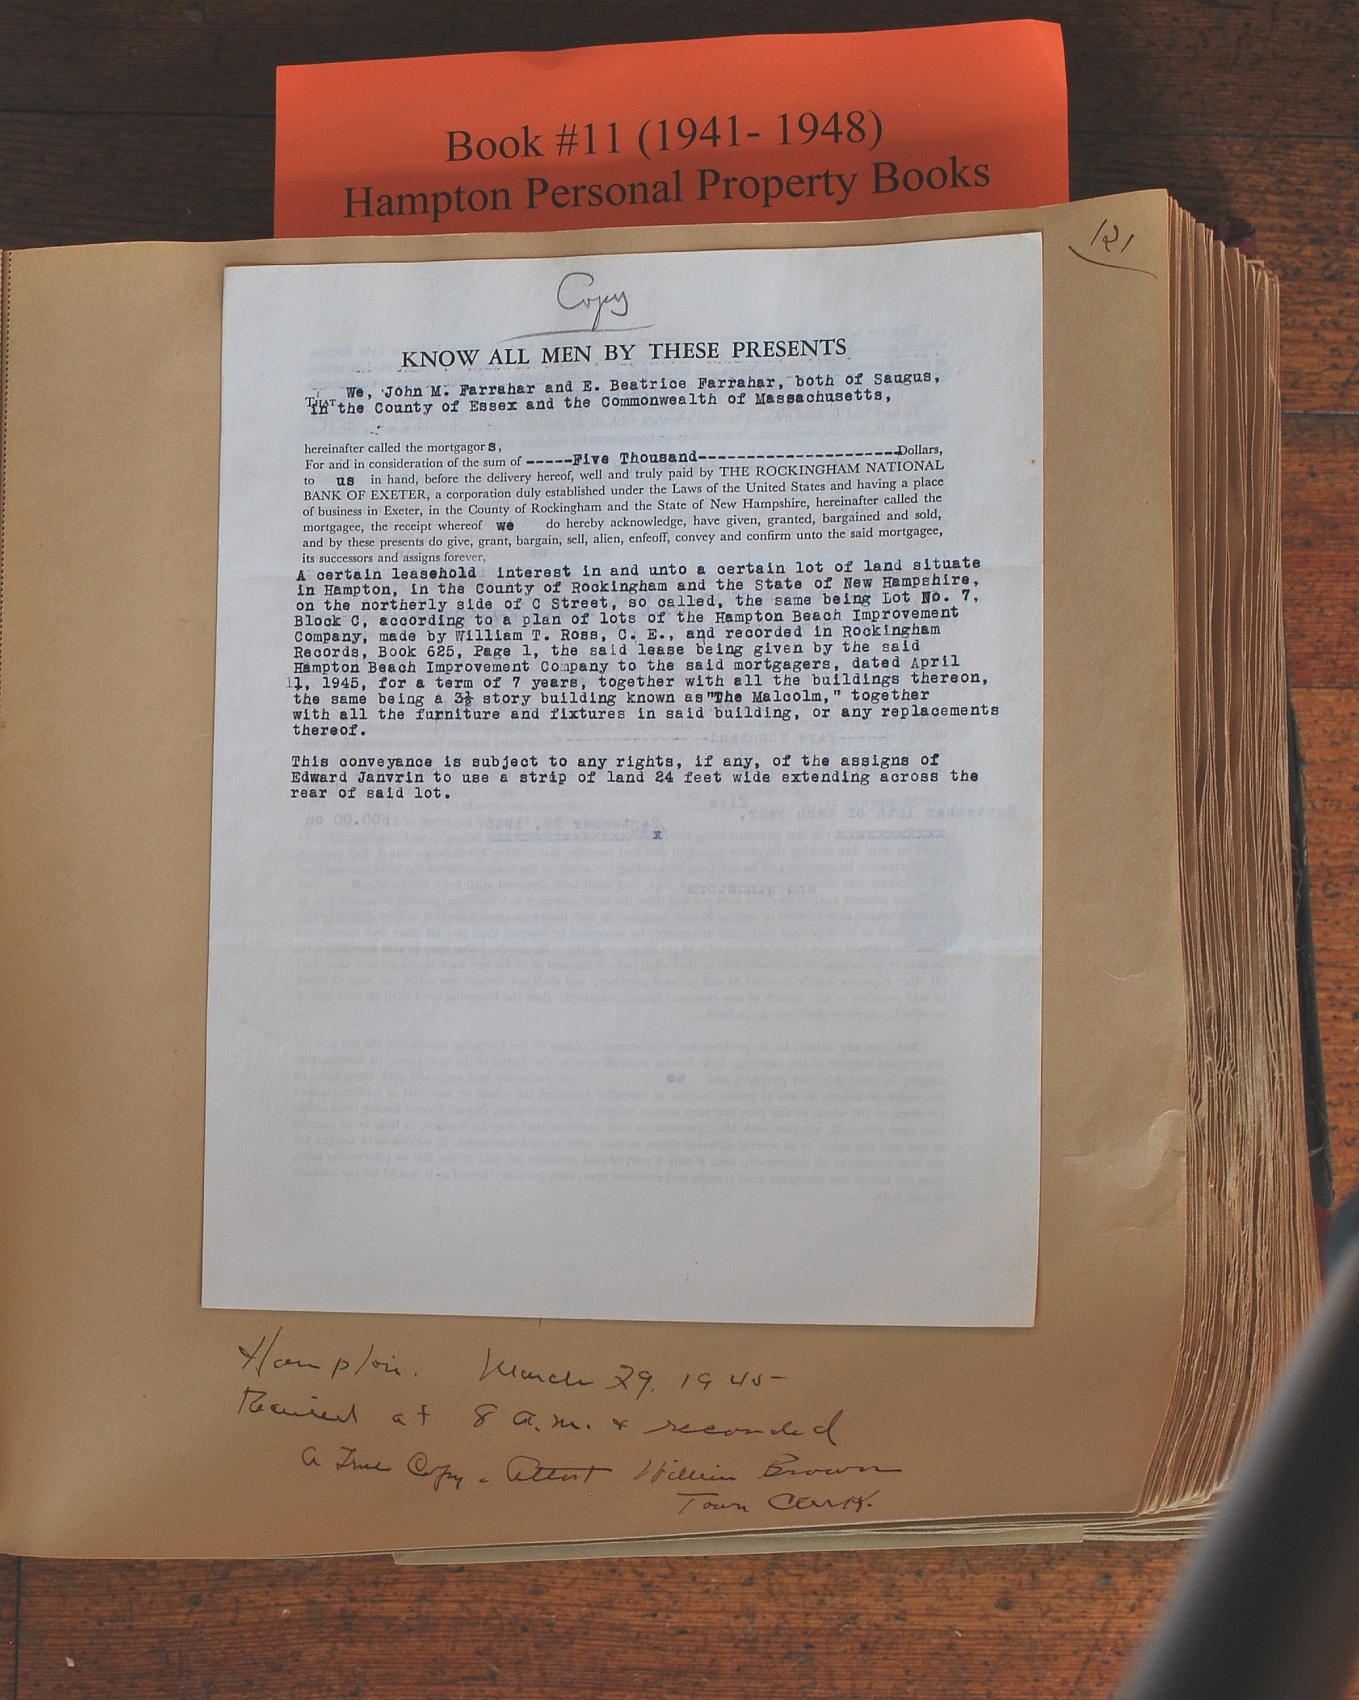 Book #11 (1941- 1948)
Hampton Personal Property Books
121
Copy
KNOW ALL MEN BY THESE PRESENTS
We, John M. Farrahar and E. Beatrice Farrahar, both of Saugus,
THAT in the County of Essex and the Commonwealth of Massachusetts,
hereinafter called the mortgagor s,
For and in consideration of the sum of -----Five Thousand---------------------Dollars,
to us in hand, before the delivery hereof, well and truly paid by THE ROCKINGHAM NATIONAL
BANK OF EXETER, a corporation duly established under the Laws of the United States and having a place
of business in Exeter, in the County of Rockingham and the State of New Hampshire, hereinafter called the
mortgagee, the receipt whereof we do hereby acknowledge, have given, granted, bargained and sold,
and by these presents do give, grant, bargain, sell, alien, enfeoff, convey and confirm unto the said mortgagee,
its successors and assigns forever,
A certain leasehold interest in and unto a certain lot of land situate
in Hampton, in the County of Rockingham and the State of New Hampshire,
on the northerly side of C Street, so called, the same being Lot No. 7,
Block C, according to a plan of lots of the Hampton Beach Improvement
Company, made by William T. Ross, C. E., and recorded in Rockingham
Records, Book 625, Page 1, the said lease being given by the said
Hampton Beach Improvement Company to the said mortgagers, dated April
11, 1945, for a term of 7 years, together with all the buildings thereon,
the same being a 3½ story building known as "The Malcolm," together
with all the furniture and fixtures in said building, or any replacements
thereof.
This conveyance is subject to any rights, if any, of the assigns of
Edward Janvrin to use a strip of land 24 feet wide extending across the
rear of said lot.
Hampton. March 29, 1945
Received at 8 a.m. & recorded
A True Copy - Attest William Brown
Town Clerk.